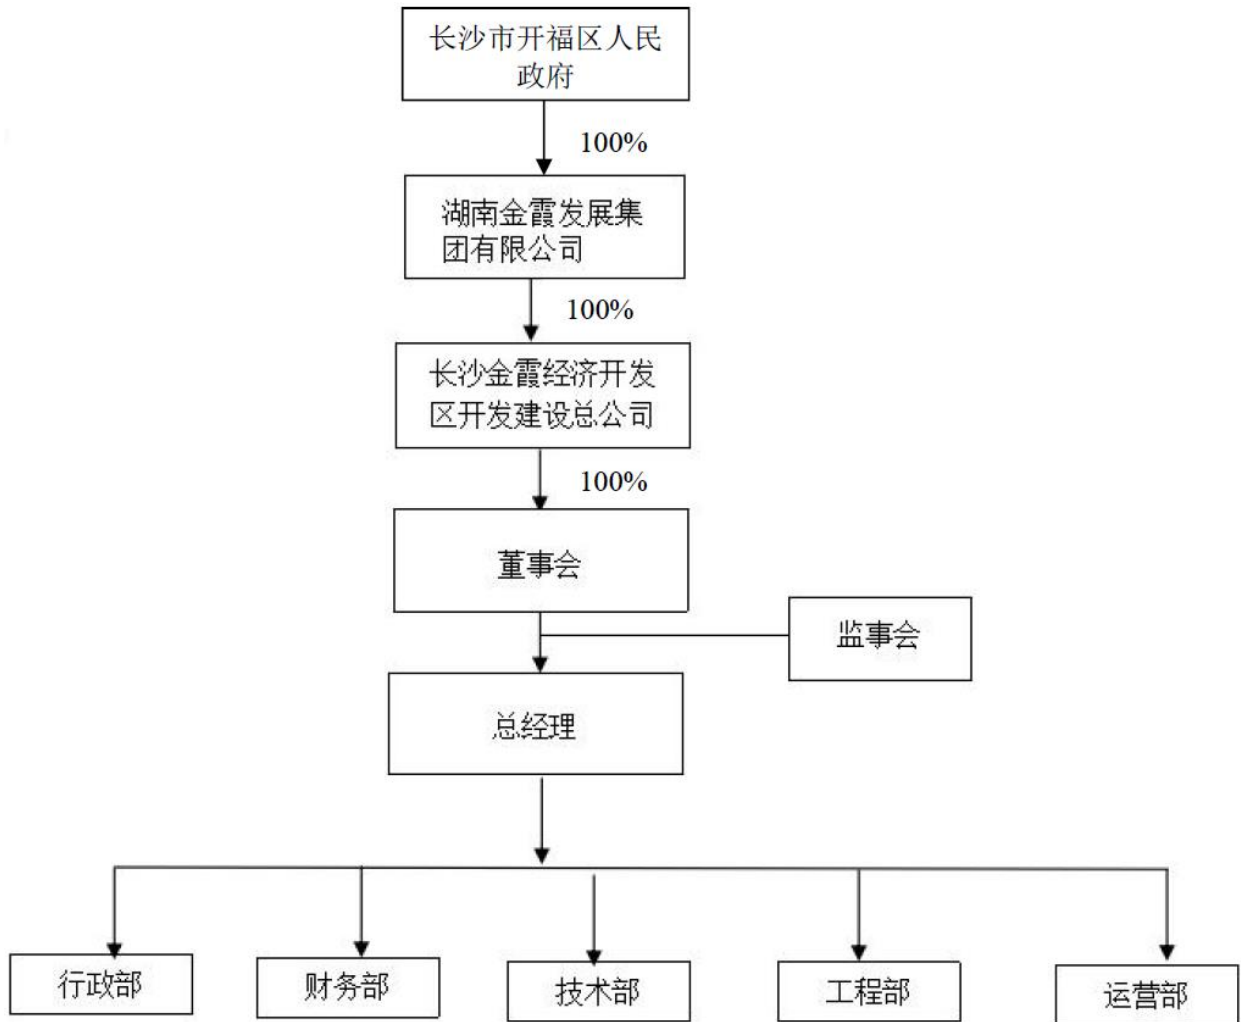 长沙市开福区人民
政府
100%
湖南金霞发展集
团有限公司
100%
长沙金霞经济开发
区开发建设总公司
100%
董事会
监事会
总经理
行政部
财务部
技术部
工程部
运营部